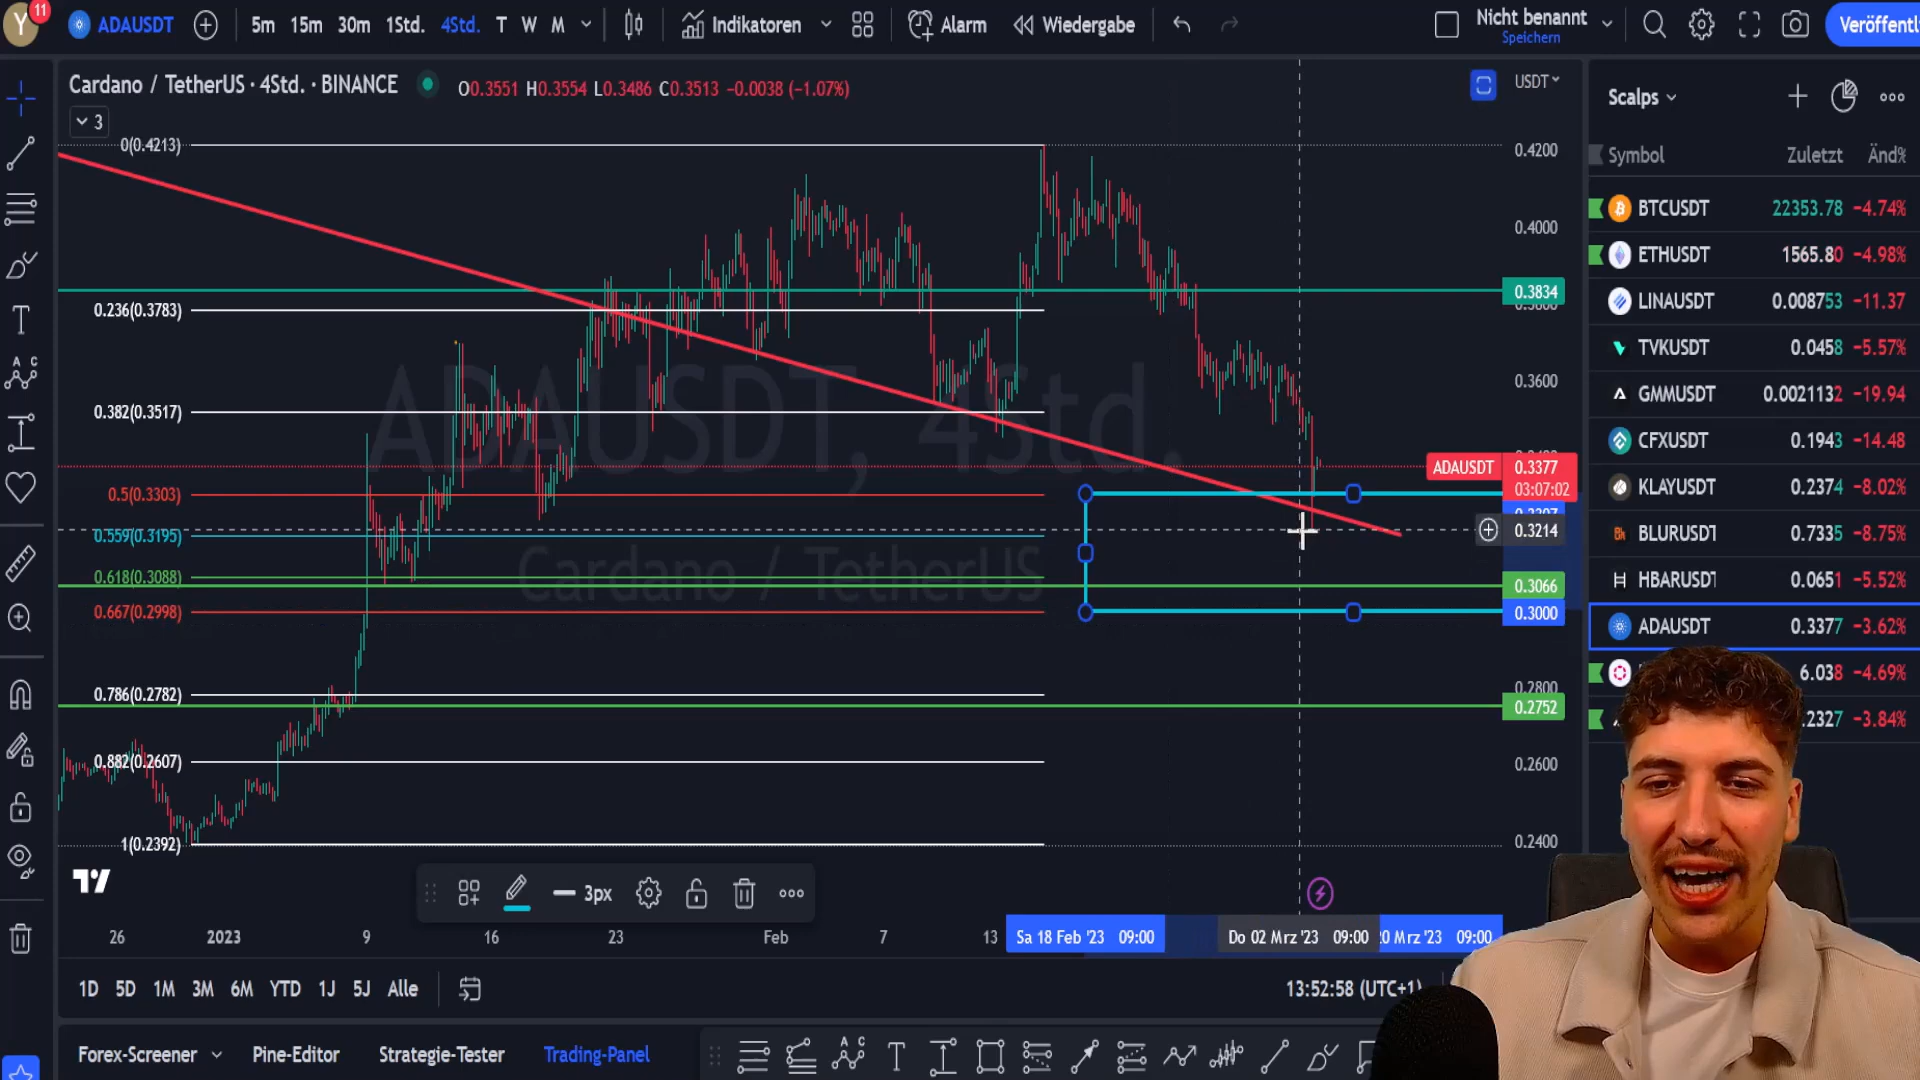 Y 11 ADAUSDT 5m 15m 30m 1Std. 4Std. T W M Indikatoren Alarm Wiedergabe Nicht benannt Veröffentl
Speichern
Cardano / TetherUS · 4Std. · BINANCE O0.3551 H0.3554 L0.3486 C0.3513 −0.0038 (−1.07%) USDT
3
Scalps
Symbol Zuletzt Änd%
BTCUSDT 22353.78 −4.74%
ETHUSDT 1565.80 −4.98%
LINAUSDT 0.008753 −11.37
TVKUSDT 0.0458 −5.57%
GMMUSDT 0.0021132 −19.94
CFXUSDT 0.1943 −14.48
KLAYUSDT 0.2374 −8.02%
BLURUSDT 0.7335 −8.75%
HBARUSDT 0.0651 −5.52%
ADAUSDT 0.3377 −3.62%
6.038 −4.69%
.2327 −3.84%
0(0.4213)
0.236(0.3783)
0.382(0.3517)
0.5(0.3303)
0.559(0.3195)
0.618(0.3088)
0.667(0.2998)
0.786(0.2782)
0.882(0.2607)
1(0.2392)
ADAUSDT, 4Std.
Cardano / TetherUS
0.4200
0.4000
0.3834
0.3600
ADAUSDT 0.3377
03:07:02
0.3214
0.3066
0.3000
0.2800
0.2752
0.2600
0.2400
3px
26 2023 9 16 23 Feb 7 13 Sa 18 Feb '23 09:00 Do 02 Mrz '23 09:00 20 Mrz '23 09:00
1D 5D 1M 3M 6M YTD 1J 5J Alle 13:52:58 (UTC+1)
Forex-Screener Pine-Editor Strategie-Tester Trading-Panel